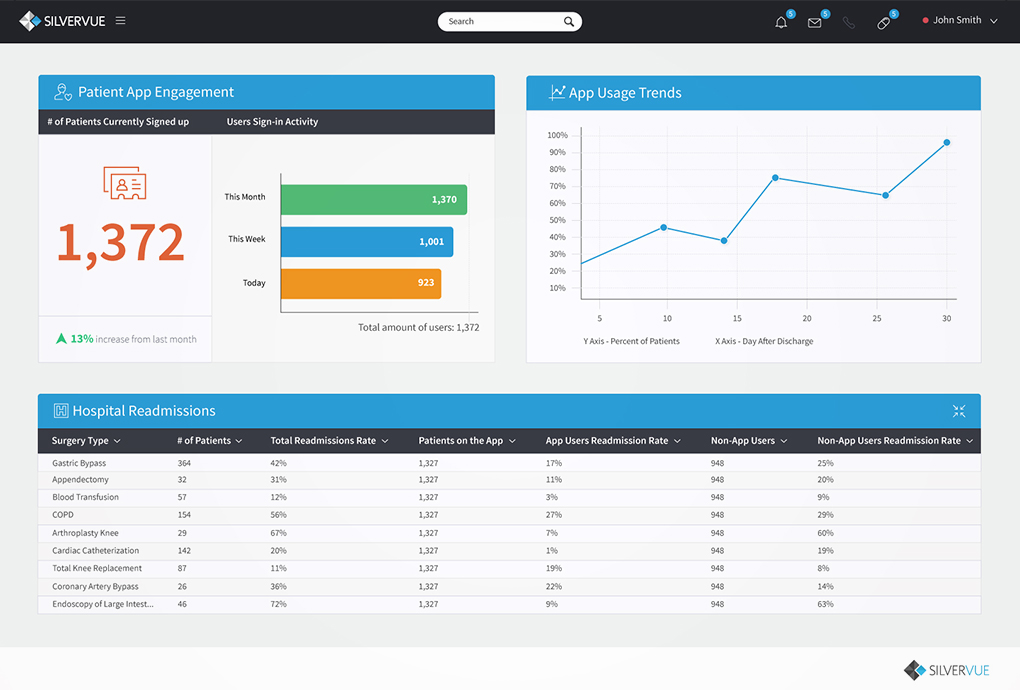 SILVERVUE
Search
5
5
5
John Smith
Patient App Engagement
# of Patients Currently Signed up
Users Sign-in Activity
1,372
13% increase from last month
This Month
1,370
This Week
1,001
Today
923
Total amount of users: 1,372
App Usage Trends
100%
90%
80%
70%
60%
50%
40%
30%
20%
10%
5 10 15 20 25 30
Y Axis - Percent of Patients X Axis - Day After Discharge
Hospital Readmissions
Surgery Type # of Patients Total Readmissions Rate Patients on the App App Users Readmission Rate Non-App Users Non-App Users Readmission Rate
Gastric Bypass 364 42% 1,327 17% 948 25%
Appendectomy 32 31% 1,327 11% 948 20%
Blood Transfusion 57 12% 1,327 3% 948 9%
COPD 154 56% 1,327 27% 948 29%
Arthroplasty Knee 29 67% 1,327 7% 948 60%
Cardiac Catheterization 142 20% 1,327 1% 948 19%
Total Knee Replacement 87 11% 1,327 19% 948 8%
Coronary Artery Bypass 26 36% 1,327 22% 948 14%
Endoscopy of Large Intest... 46 72% 1,327 9% 948 63%
SILVERVUE